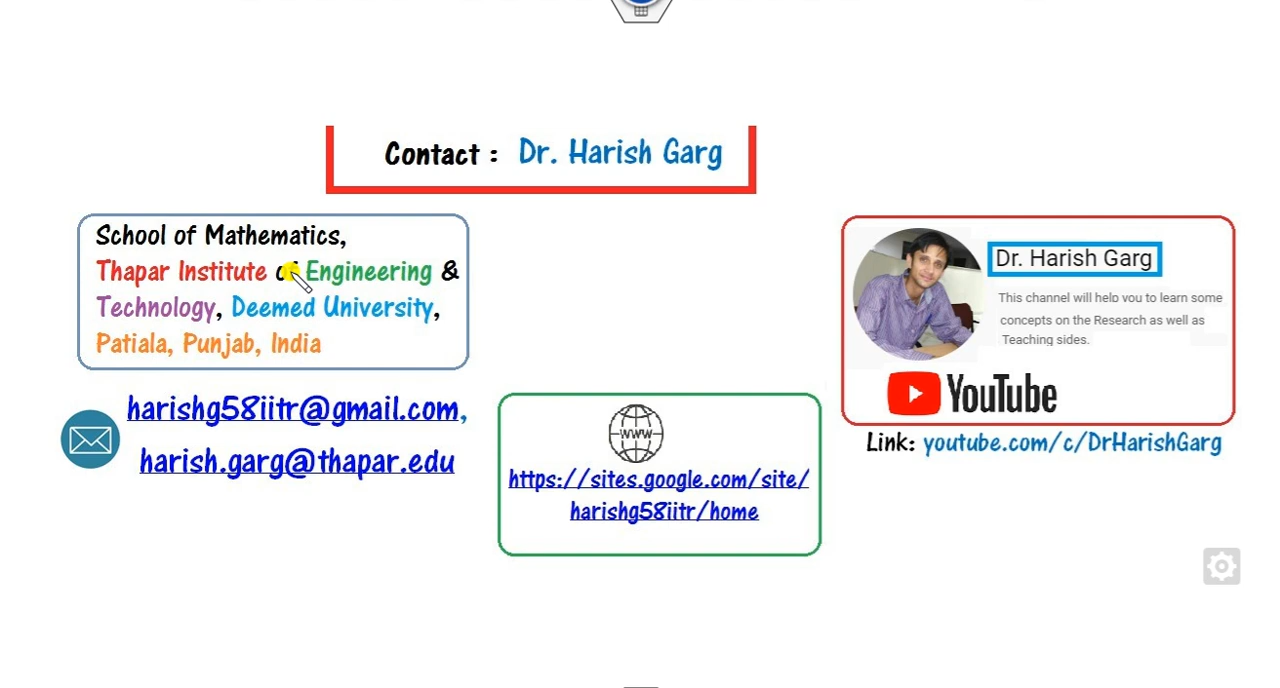 Contact : Dr. Harish Garg
School of Mathematics,
Thapar Institute of Engineering &
Technology, Deemed University,
Patiala, Punjab, India
harishg58iitr@gmail.com,
harish.garg@thapar.edu
www
https://sites.google.com/site/
harishg58iitr/home
Dr. Harish Garg
This channel will help you to learn some
concepts on the Research as well as
Teaching sides.
YouTube
Link: youtube.com/c/DrHarishGarg